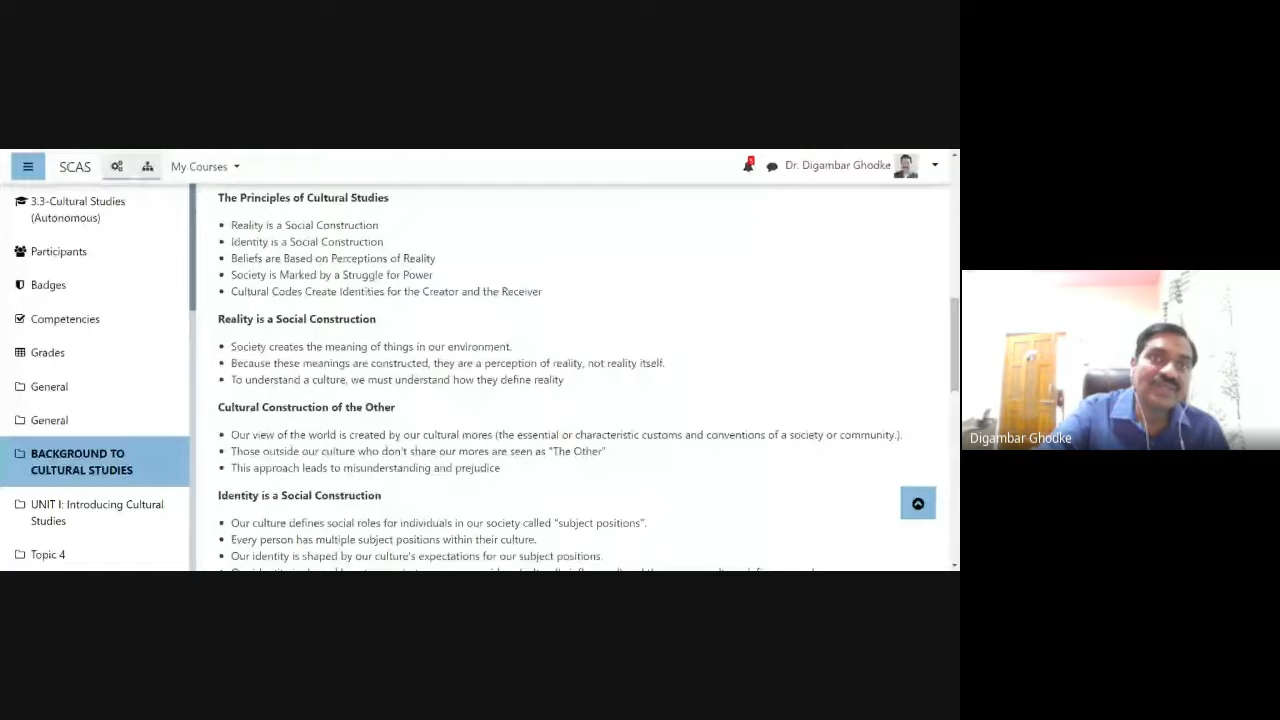 SCAS My Courses Dr. Digambar Ghodke
3.3-Cultural Studies
(Autonomous)
Participants
Badges
Competencies
Grades
General
General
BACKGROUND TO
CULTURAL STUDIES
UNIT I: Introducing Cultural
Studies
Topic 4
The Principles of Cultural Studies
Reality is a Social Construction
Identity is a Social Construction
Beliefs are Based on Perceptions of Reality
Society is Marked by a Struggle for Power
Cultural Codes Create Identities for the Creator and the Receiver
Reality is a Social Construction
Society creates the meaning of things in our environment.
Because these meanings are constructed, they are a perception of reality, not reality itself.
To understand a culture, we must understand how they define reality
Cultural Construction of the Other
Our view of the world is created by our cultural mores (the essential or characteristic customs and conventions of a society or community.).
Those outside our culture who don't share our mores are seen as "The Other"
This approach leads to misunderstanding and prejudice
Identity is a Social Construction
Our culture defines social roles for individuals in our society called "subject positions".
Every person has multiple subject positions within their culture.
Our identity is shaped by our culture's expectations for our subject positions.
Digambar Ghodke